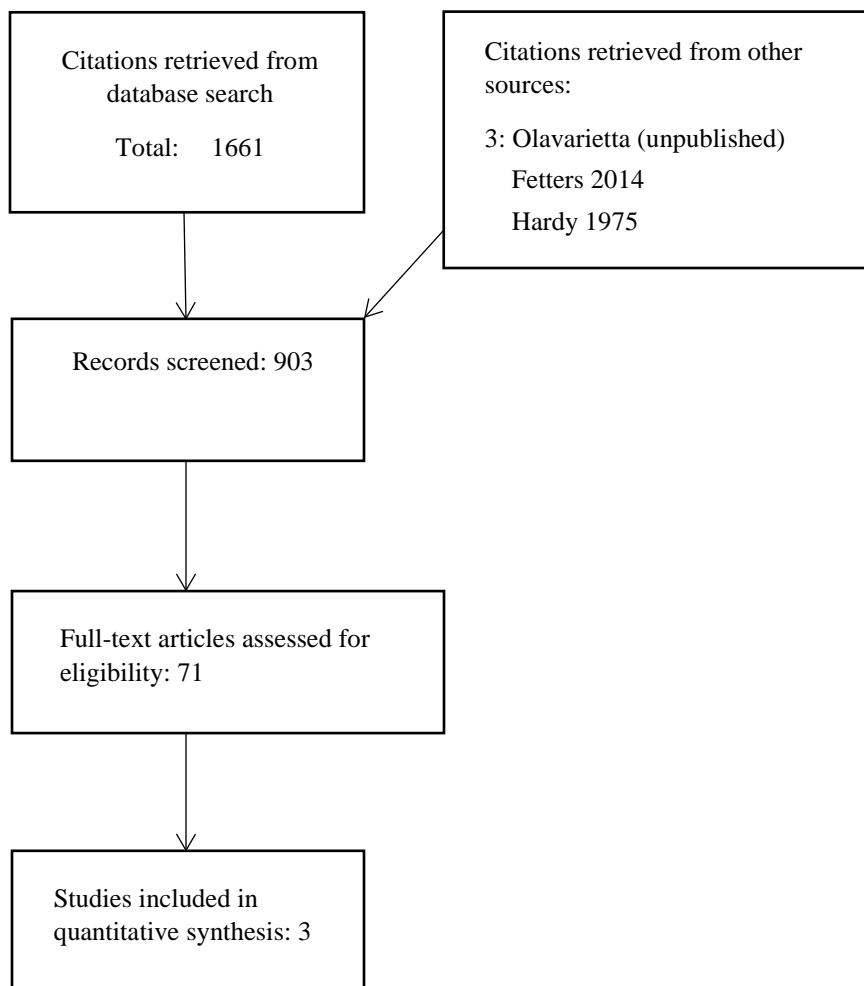 Citations retrieved from
database search
Total: 1661
Citations retrieved from other
sources:
3: Olavarietta (unpublished)
Fetters 2014
Hardy 1975
Records screened: 903
Full-text articles assessed for
eligibility: 71
Studies included in
quantitative synthesis: 3